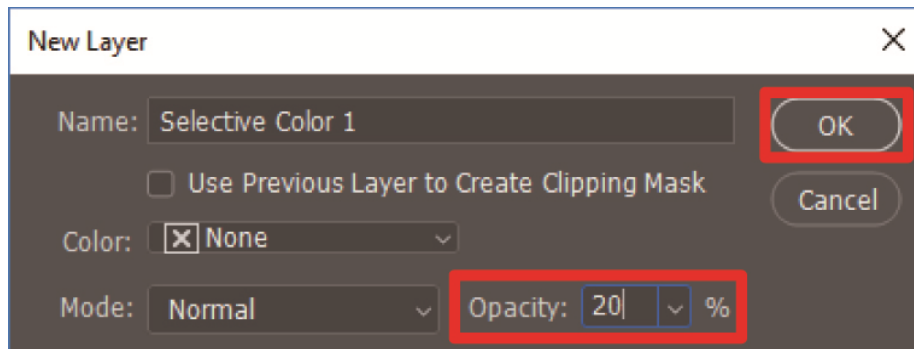 New Layer
Name: Selective Color 1
OK
Use Previous Layer to Create Clipping Mask
Cancel
Color: None
Mode: Normal Opacity: 20 %